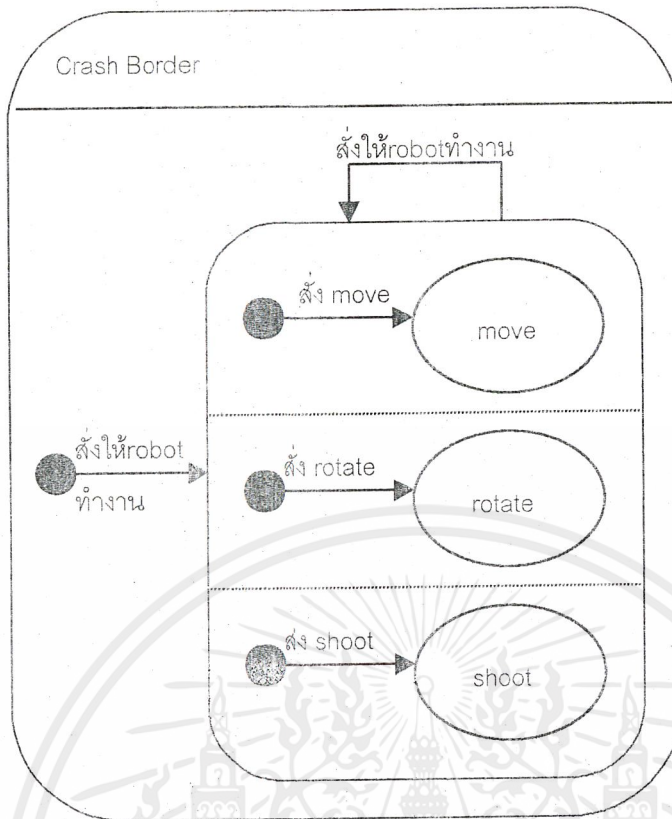 Crash Border
สั่งให้robotทำงาน
สั่ง move
move
สั่งให้robot
ทำงาน
สั่ง rotate
rotate
สั่ง shoot
shoot